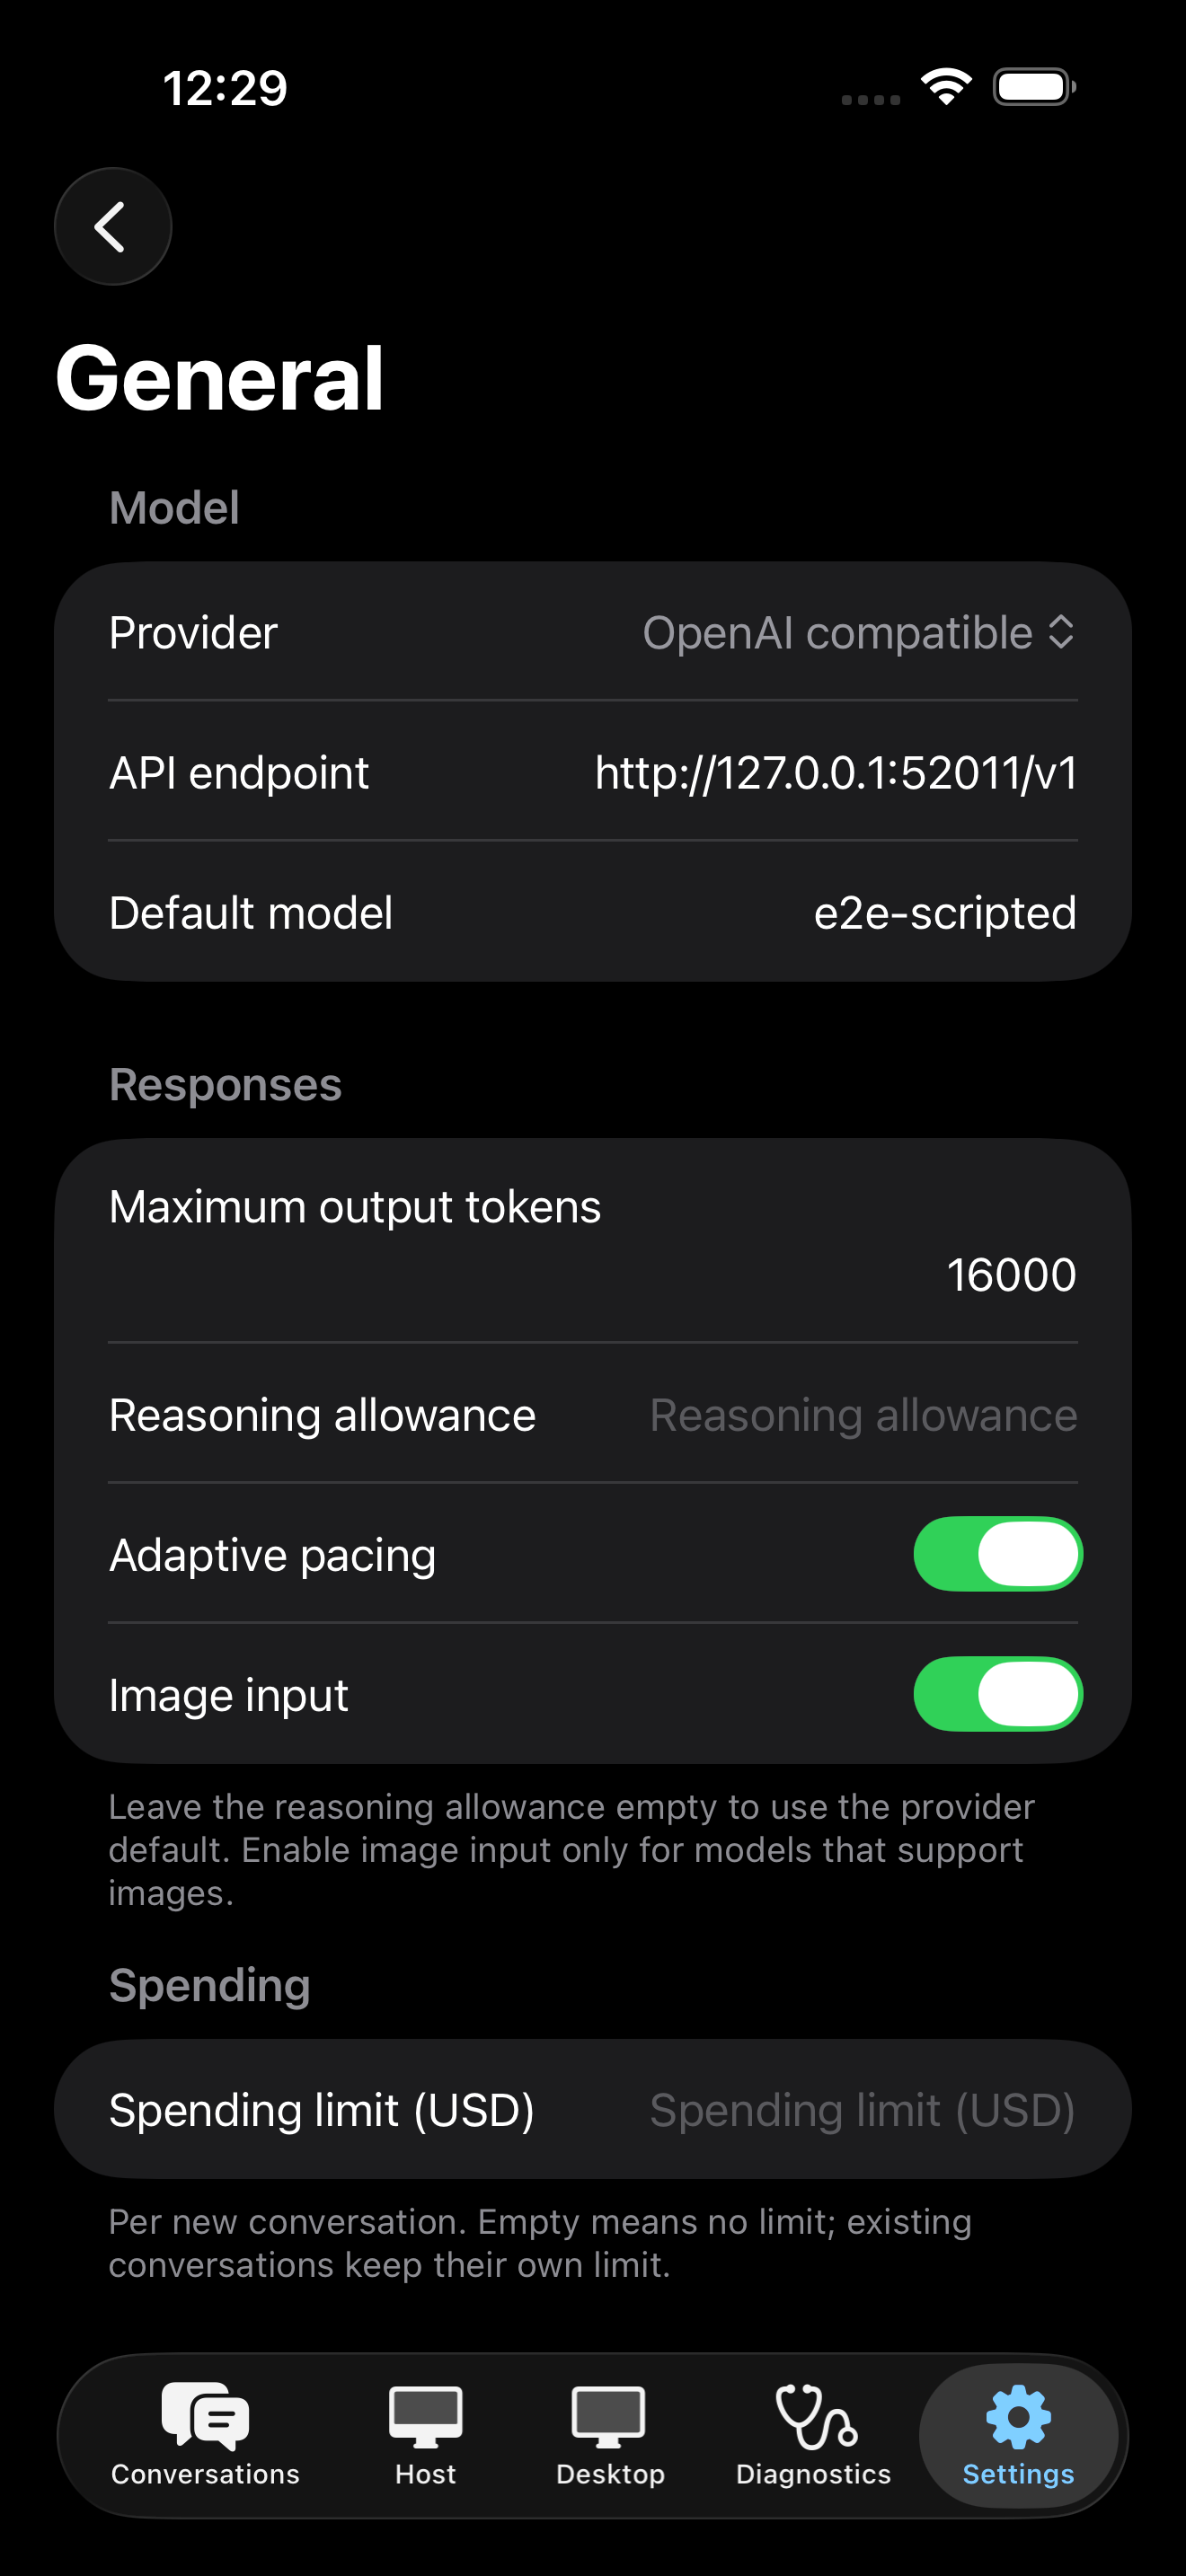 12:29
General
Model
Provider OpenAI compatible
API endpoint http://127.0.0.1:52011/v1
Default model e2e-scripted
Responses
Maximum output tokens
16000
Reasoning allowance Reasoning allowance
Adaptive pacing
Image input
Leave the reasoning allowance empty to use the provider
default. Enable image input only for models that support
images.
Spending
Spending limit (USD) Spending limit (USD)
Per new conversation. Empty means no limit; existing
conversations keep their own limit.
Conversations Host Desktop Diagnostics Settings